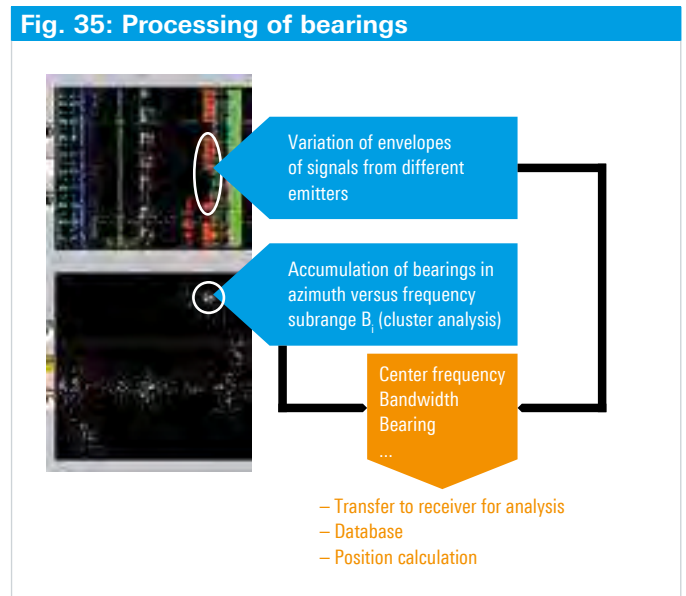 Fig. 35: Processing of bearings
Variation of envelopes
of signals from different
emitters
Accumulation of bearings in
azimuth versus frequency
subrange Bi (cluster analysis)
Center frequency
Bandwidth
Bearing
...
– Transfer to receiver for analysis
– Database
– Position calculation